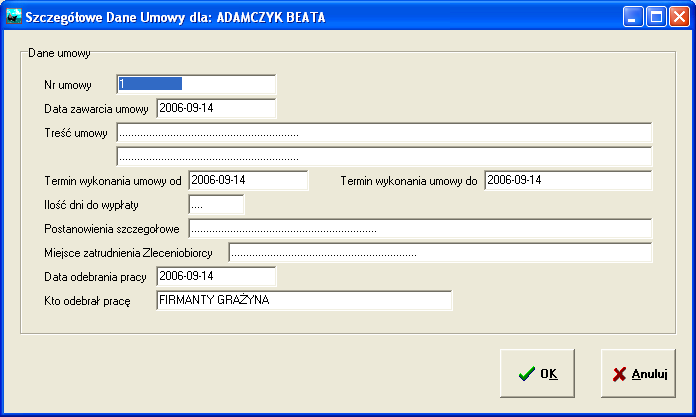 Szczegółowe Dane Umowy dla: ADAMCZYK BEATA
Dane umowy
Nr umowy 1
Data zawarcia umowy 2006-09-14
Treść umowy .............................................................
.............................................................
Termin wykonania umowy od 2006-09-14 Termin wykonania umowy do 2006-09-14
Ilość dni do wypłaty ....
Postanowienia szczegołowe ...............................................................
Miejsce zatrudnienia Zleceniobiorcy ...............................................................
Data odebrania pracy 2006-09-14
Kto odebrał pracę FIRMANTY GRAŻYNA
OK Anuluj